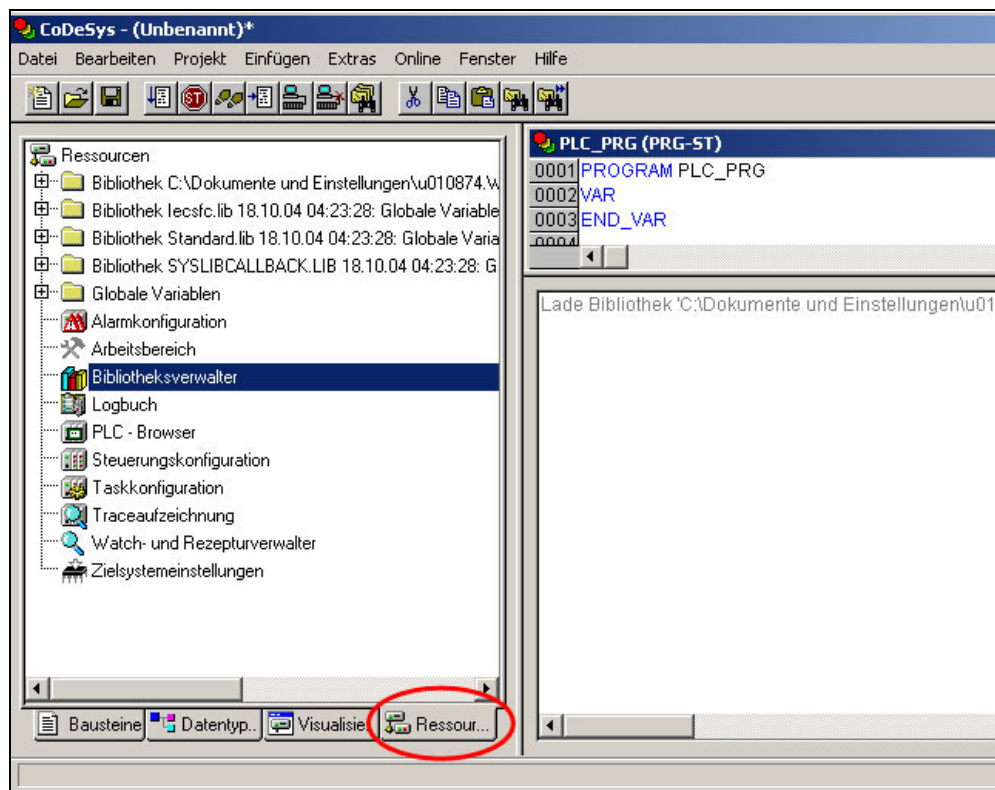 CoDeSys - (Unbenannt)*
Datei Bearbeiten Projekt Einfügen Extras Online Fenster Hilfe
ST
Ressourcen
Bibliothek C:\Dokumente und Einstellungen\u010874.W
Bibliothek Iecsfc.lib 18.10.04 04:23:28: Globale Variable
Bibliothek Standard.lib 18.10.04 04:23:28: Globale Varia
Bibliothek SYSLIBCALLBACK.LIB 18.10.04 04:23:28: G
Globale Variablen
Alarmkonfiguration
Arbeitsbereich
Bibliotheksverwalter
Logbuch
PLC - Browser
Steuerungskonfiguration
Taskkonfiguration
Traceaufzeichnung
Watch- und Rezepturverwalter
Zielsystemeinstellungen
Bausteine Datentyp.. Visualisie. Ressour...
PLC_PRG (PRG-ST)
0001 PROGRAM PLC_PRG
0002 VAR
0003 END_VAR
0004
Lade Bibliothek 'C:\Dokumente und Einstellungen\u01